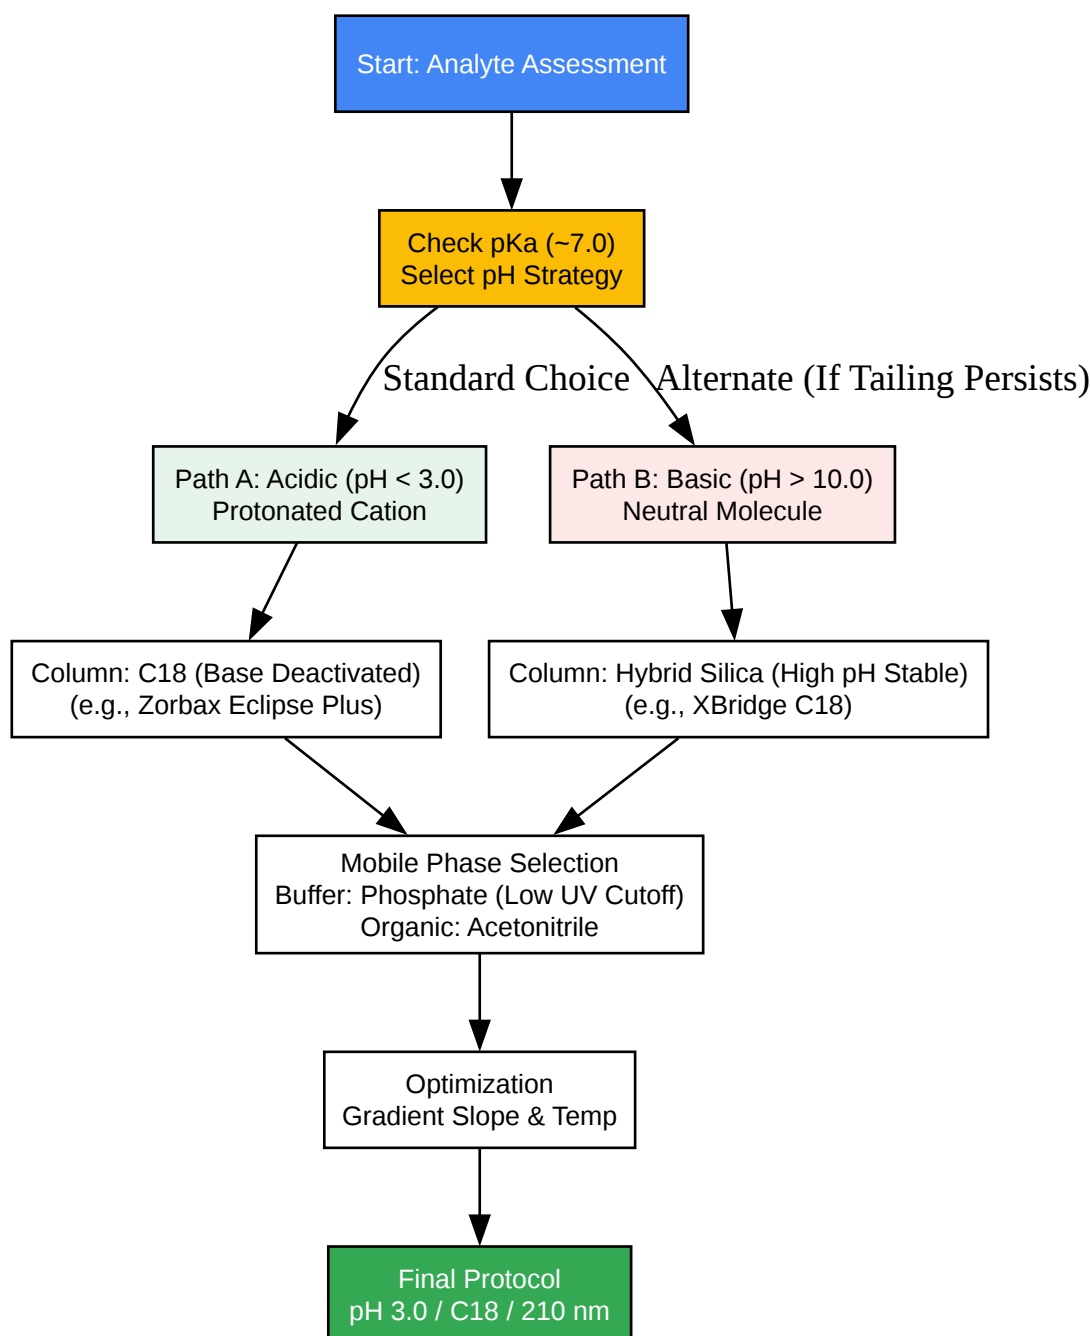 Start: Analyte Assessment
Check pKa (~7.0)
Select pH Strategy
Standard Choice
Alternate (If Tailing Persists)
Path A: Acidic (pH < 3.0)
Protonated Cation
Path B: Basic (pH > 10.0)
Neutral Molecule
Column: C18 (Base Deactivated)
(e.g., Zorbax Eclipse Plus)
Column: Hybrid Silica (High pH Stable)
(e.g., XBridge C18)
Mobile Phase Selection
Buffer: Phosphate (Low UV Cutoff)
Organic: Acetonitrile
Optimization
Gradient Slope & Temp
Final Protocol
pH 3.0 / C18 / 210 nm